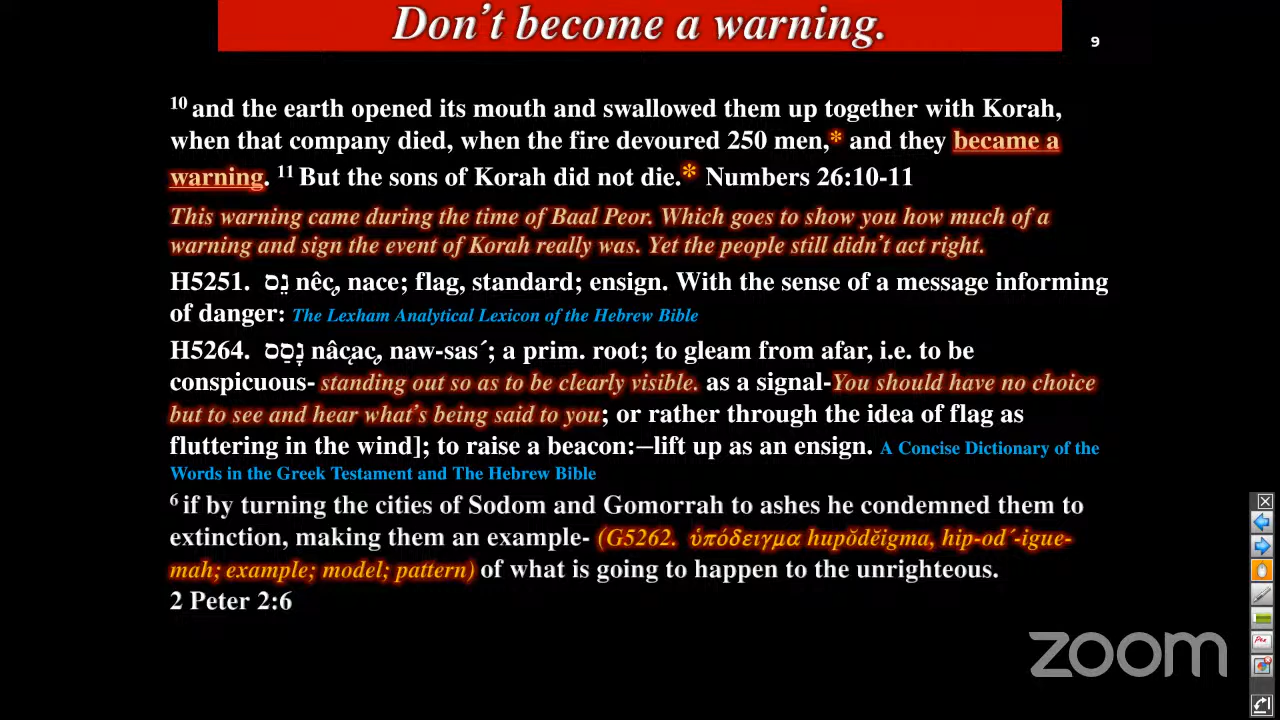 Don't become a warning.
9
10 and the earth opened its mouth and swallowed them up together with Korah,
when that company died, when the fire devoured 250 men,* and they became a
warning. 11 But the sons of Korah did not die.* Numbers 26:10-11
This warning came during the time of Baal Peor. Which goes to show you how much of a
warning and sign the event of Korah really was. Yet the people still didn't act right.
H5251. נֵס nêç, nace; flag, standard; ensign. With the sense of a message informing
of danger: The Lexham Analytical Lexicon of the Hebrew Bible
H5264. נָסַס nâçaç, naw-sas´; a prim. root; to gleam from afar, i.e. to be
conspicuous- standing out so as to be clearly visible. as a signal-You should have no choice
but to see and hear what's being said to you; or rather through the idea of flag as
fluttering in the wind]; to raise a beacon:—lift up as an ensign. A Concise Dictionary of the
Words in the Greek Testament and The Hebrew Bible
6 if by turning the cities of Sodom and Gomorrah to ashes he condemned them to
extinction, making them an example- (G5262. ὑπόδειγμα hupŏdĕigma, hip-od´-igue-
mah; example; model; pattern) of what is going to happen to the unrighteous.
2 Peter 2:6
zoom